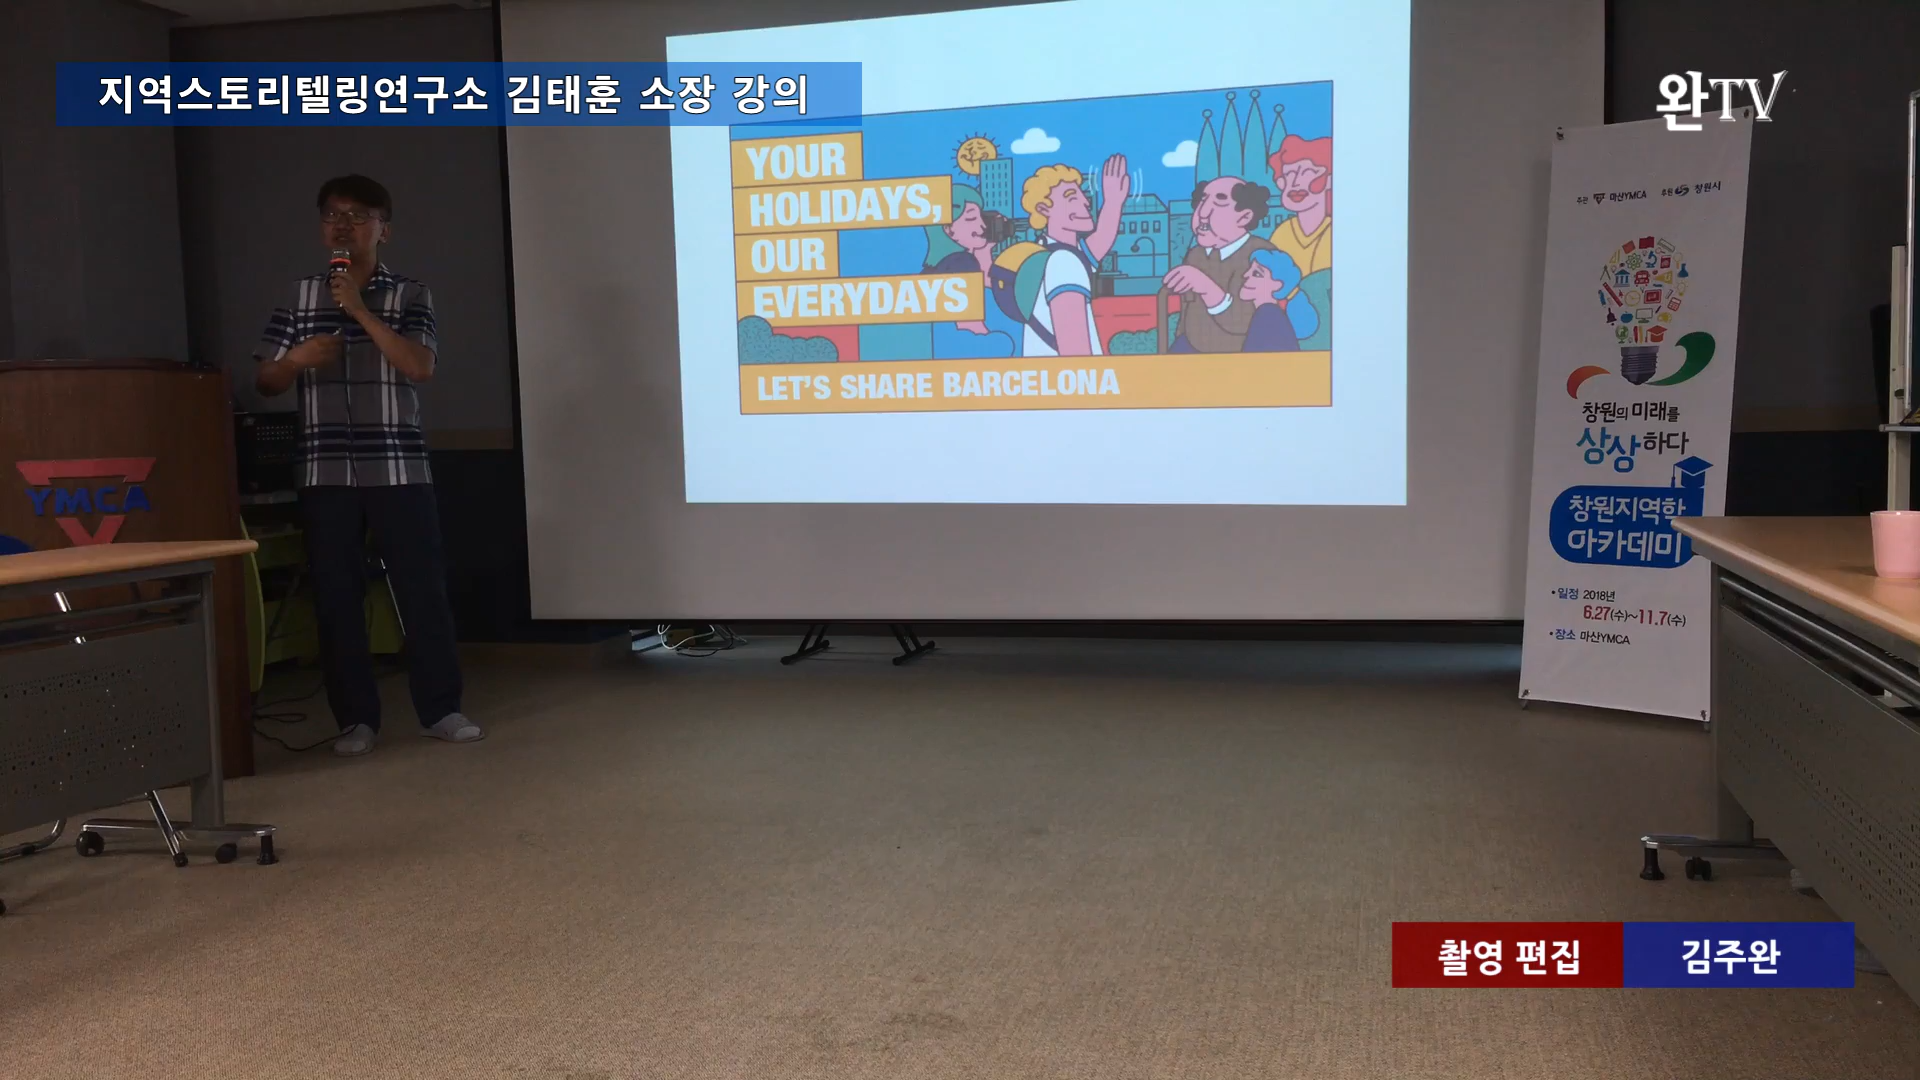 지역스토리텔링연구소 김태훈 소장 강의
완TV
YOUR
HOLIDAYS,
OUR
EVERYDAYS
LET'S SHARE BARCELONA
YMCA
주관 마산YMCA 후원 창원시
창원의 미래를
상상하다
창원지역학
아카데미
•일정 2018년
6.27(수)~11.7(수)
•장소 마산YMCA
촬영 편집 김주완